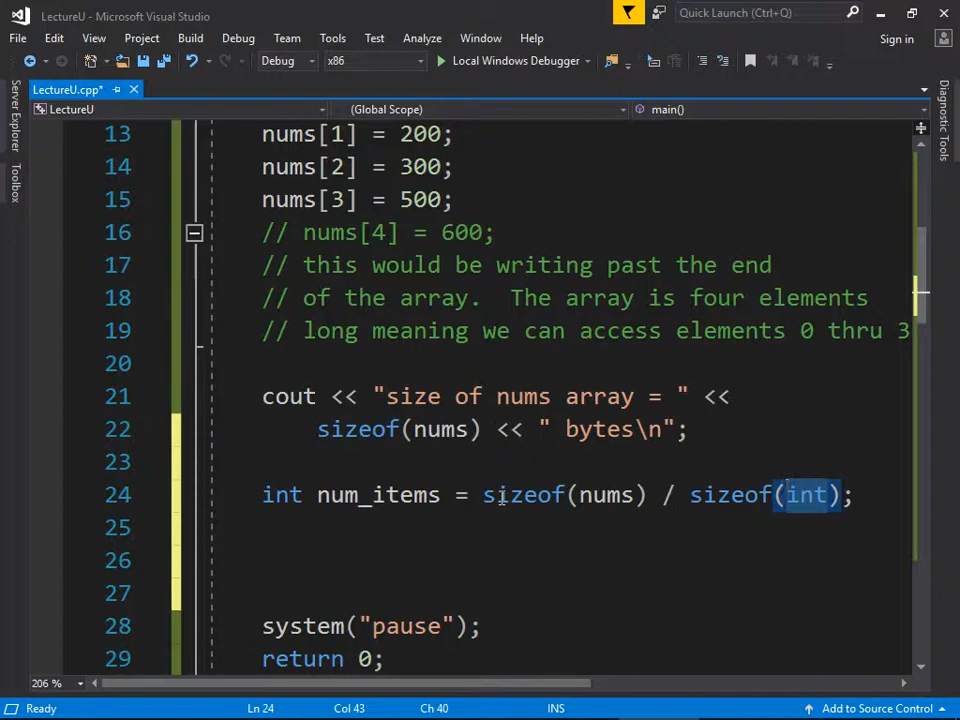 LectureU - Microsoft Visual Studio
Quick Launch (Ctrl+Q)
File Edit View Project Build Debug Team Tools Test Analyze Window Help Sign in
Debug x86 Local Windows Debugger
LectureU.cpp*
LectureU (Global Scope) main()
Server Explorer
Toolbox
Diagnostic Tools
13 nums[1] = 200;
14 nums[2] = 300;
15 nums[3] = 500;
16 // nums[4] = 600;
17 // this would be writing past the end
18 // of the array.  The array is four elements
19 // long meaning we can access elements 0 thru 3
20
21 cout << "size of nums array = " <<
22 sizeof(nums) << " bytes\n";
23
24 int num_items = sizeof(nums) / sizeof(int);
25
26
27
28 system("pause");
29 return 0;
206 %
Ready Ln 24 Col 43 Ch 40 INS Add to Source Control